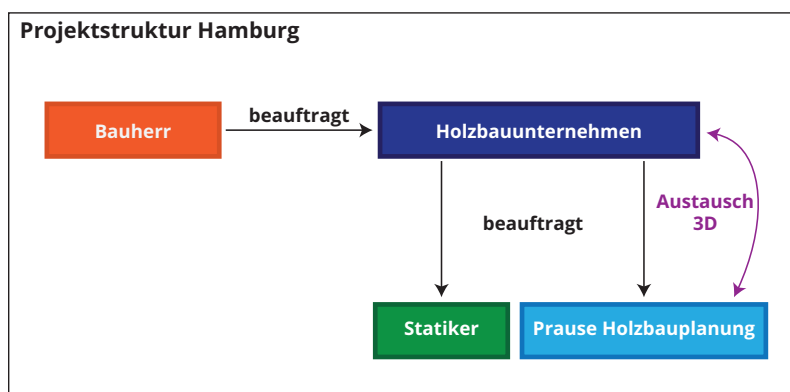 Projektstruktur Hamburg
Bauherr
beauftragt
Holzbauunternehmen
beauftragt
Austausch
3D
Statiker
Prause Holzbauplanung